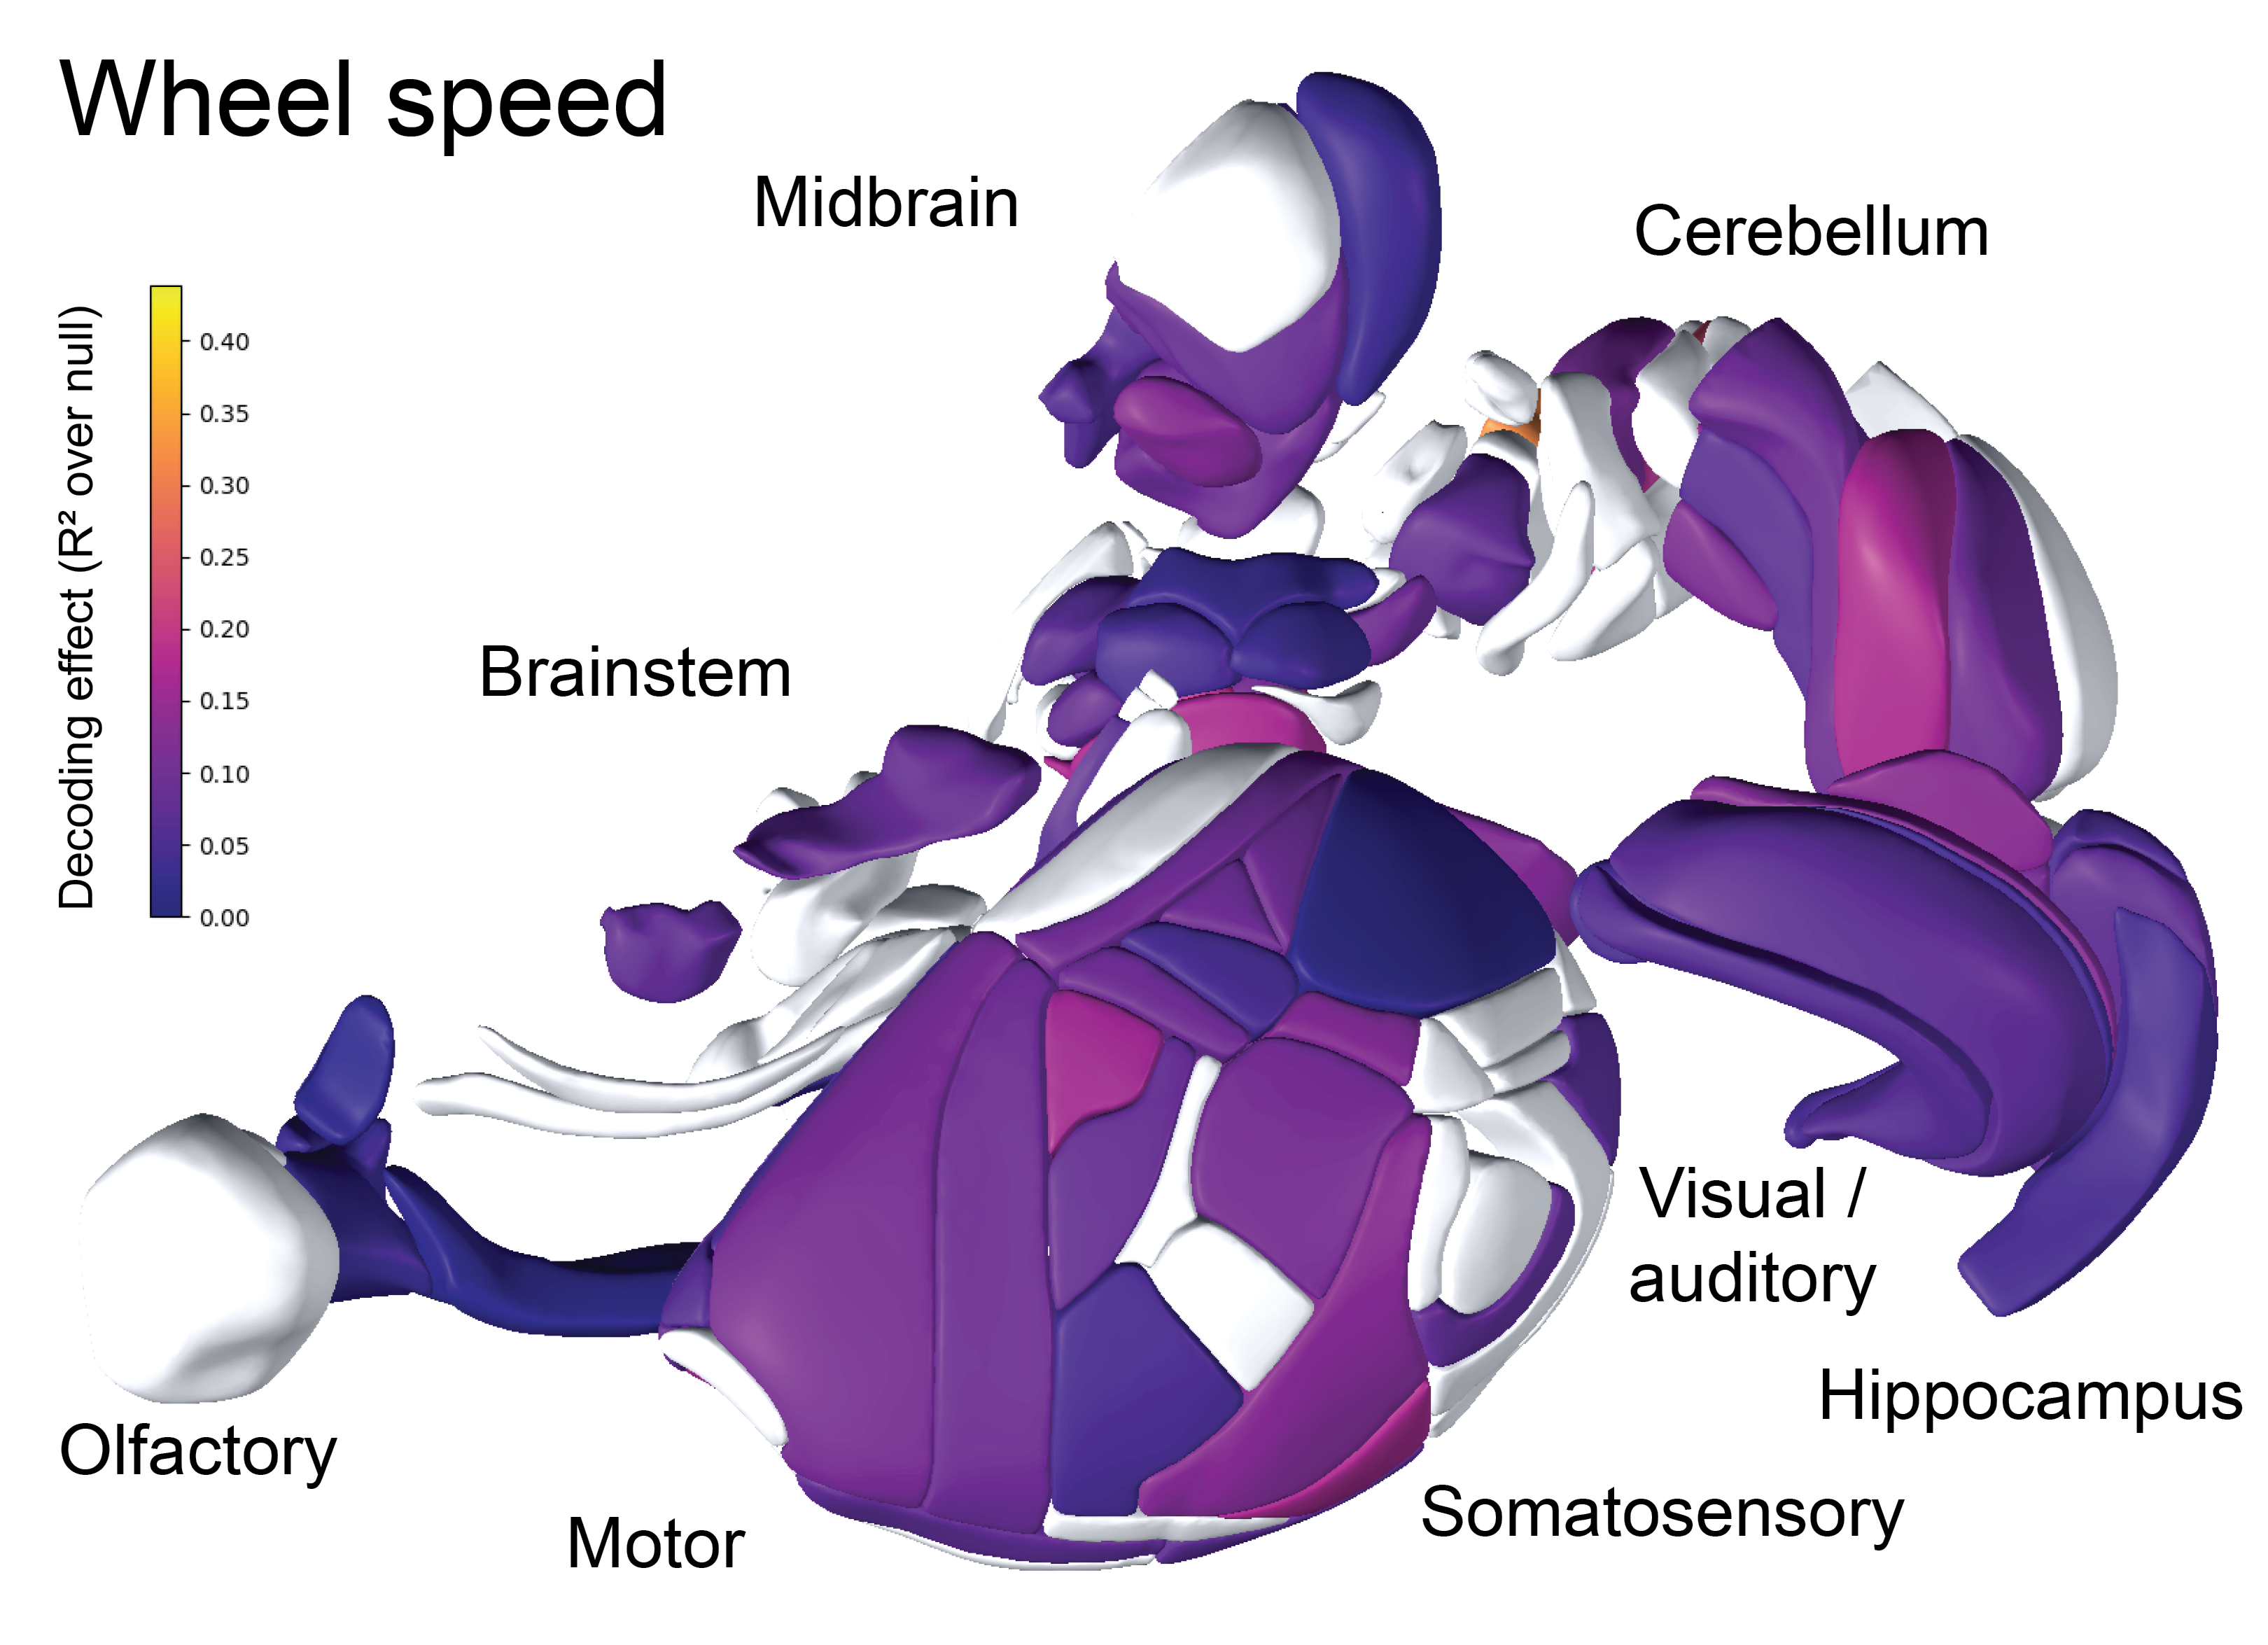 Wheel speed
Midbrain
Cerebellum
Decoding effect (R² over null)
0.40
0.35
0.30
0.25
0.20
0.15
0.10
0.05
0.00
Brainstem
Visual /
auditory
Hippocampus
Olfactory
Somatosensory
Motor